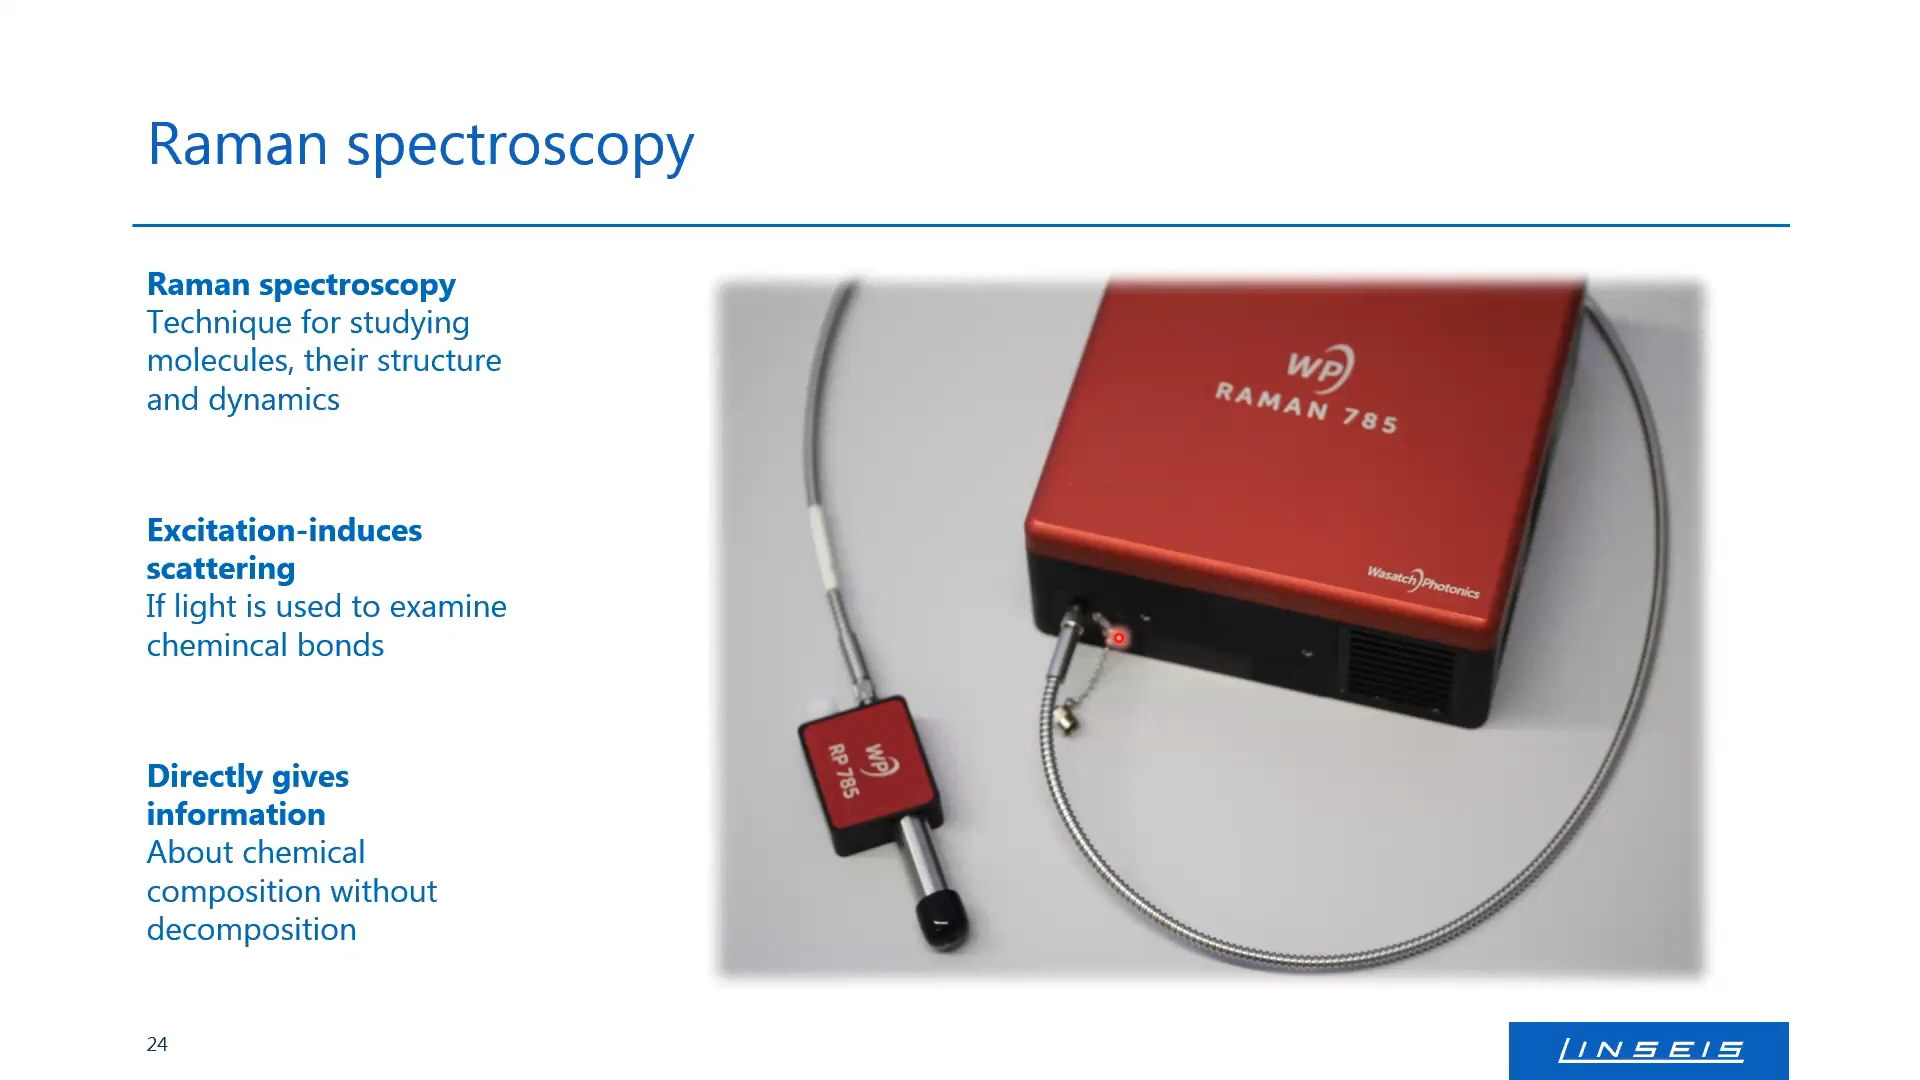 Raman spectroscopy
Raman spectroscopy
Technique for studying
molecules, their structure
and dynamics
Excitation-induces
scattering
If light is used to examine
chemincal bonds
Directly gives
information
About chemical
composition without
decomposition
WP
RAMAN 785
Wasatch Photonics
WP
RP 785
24
LINSEIS